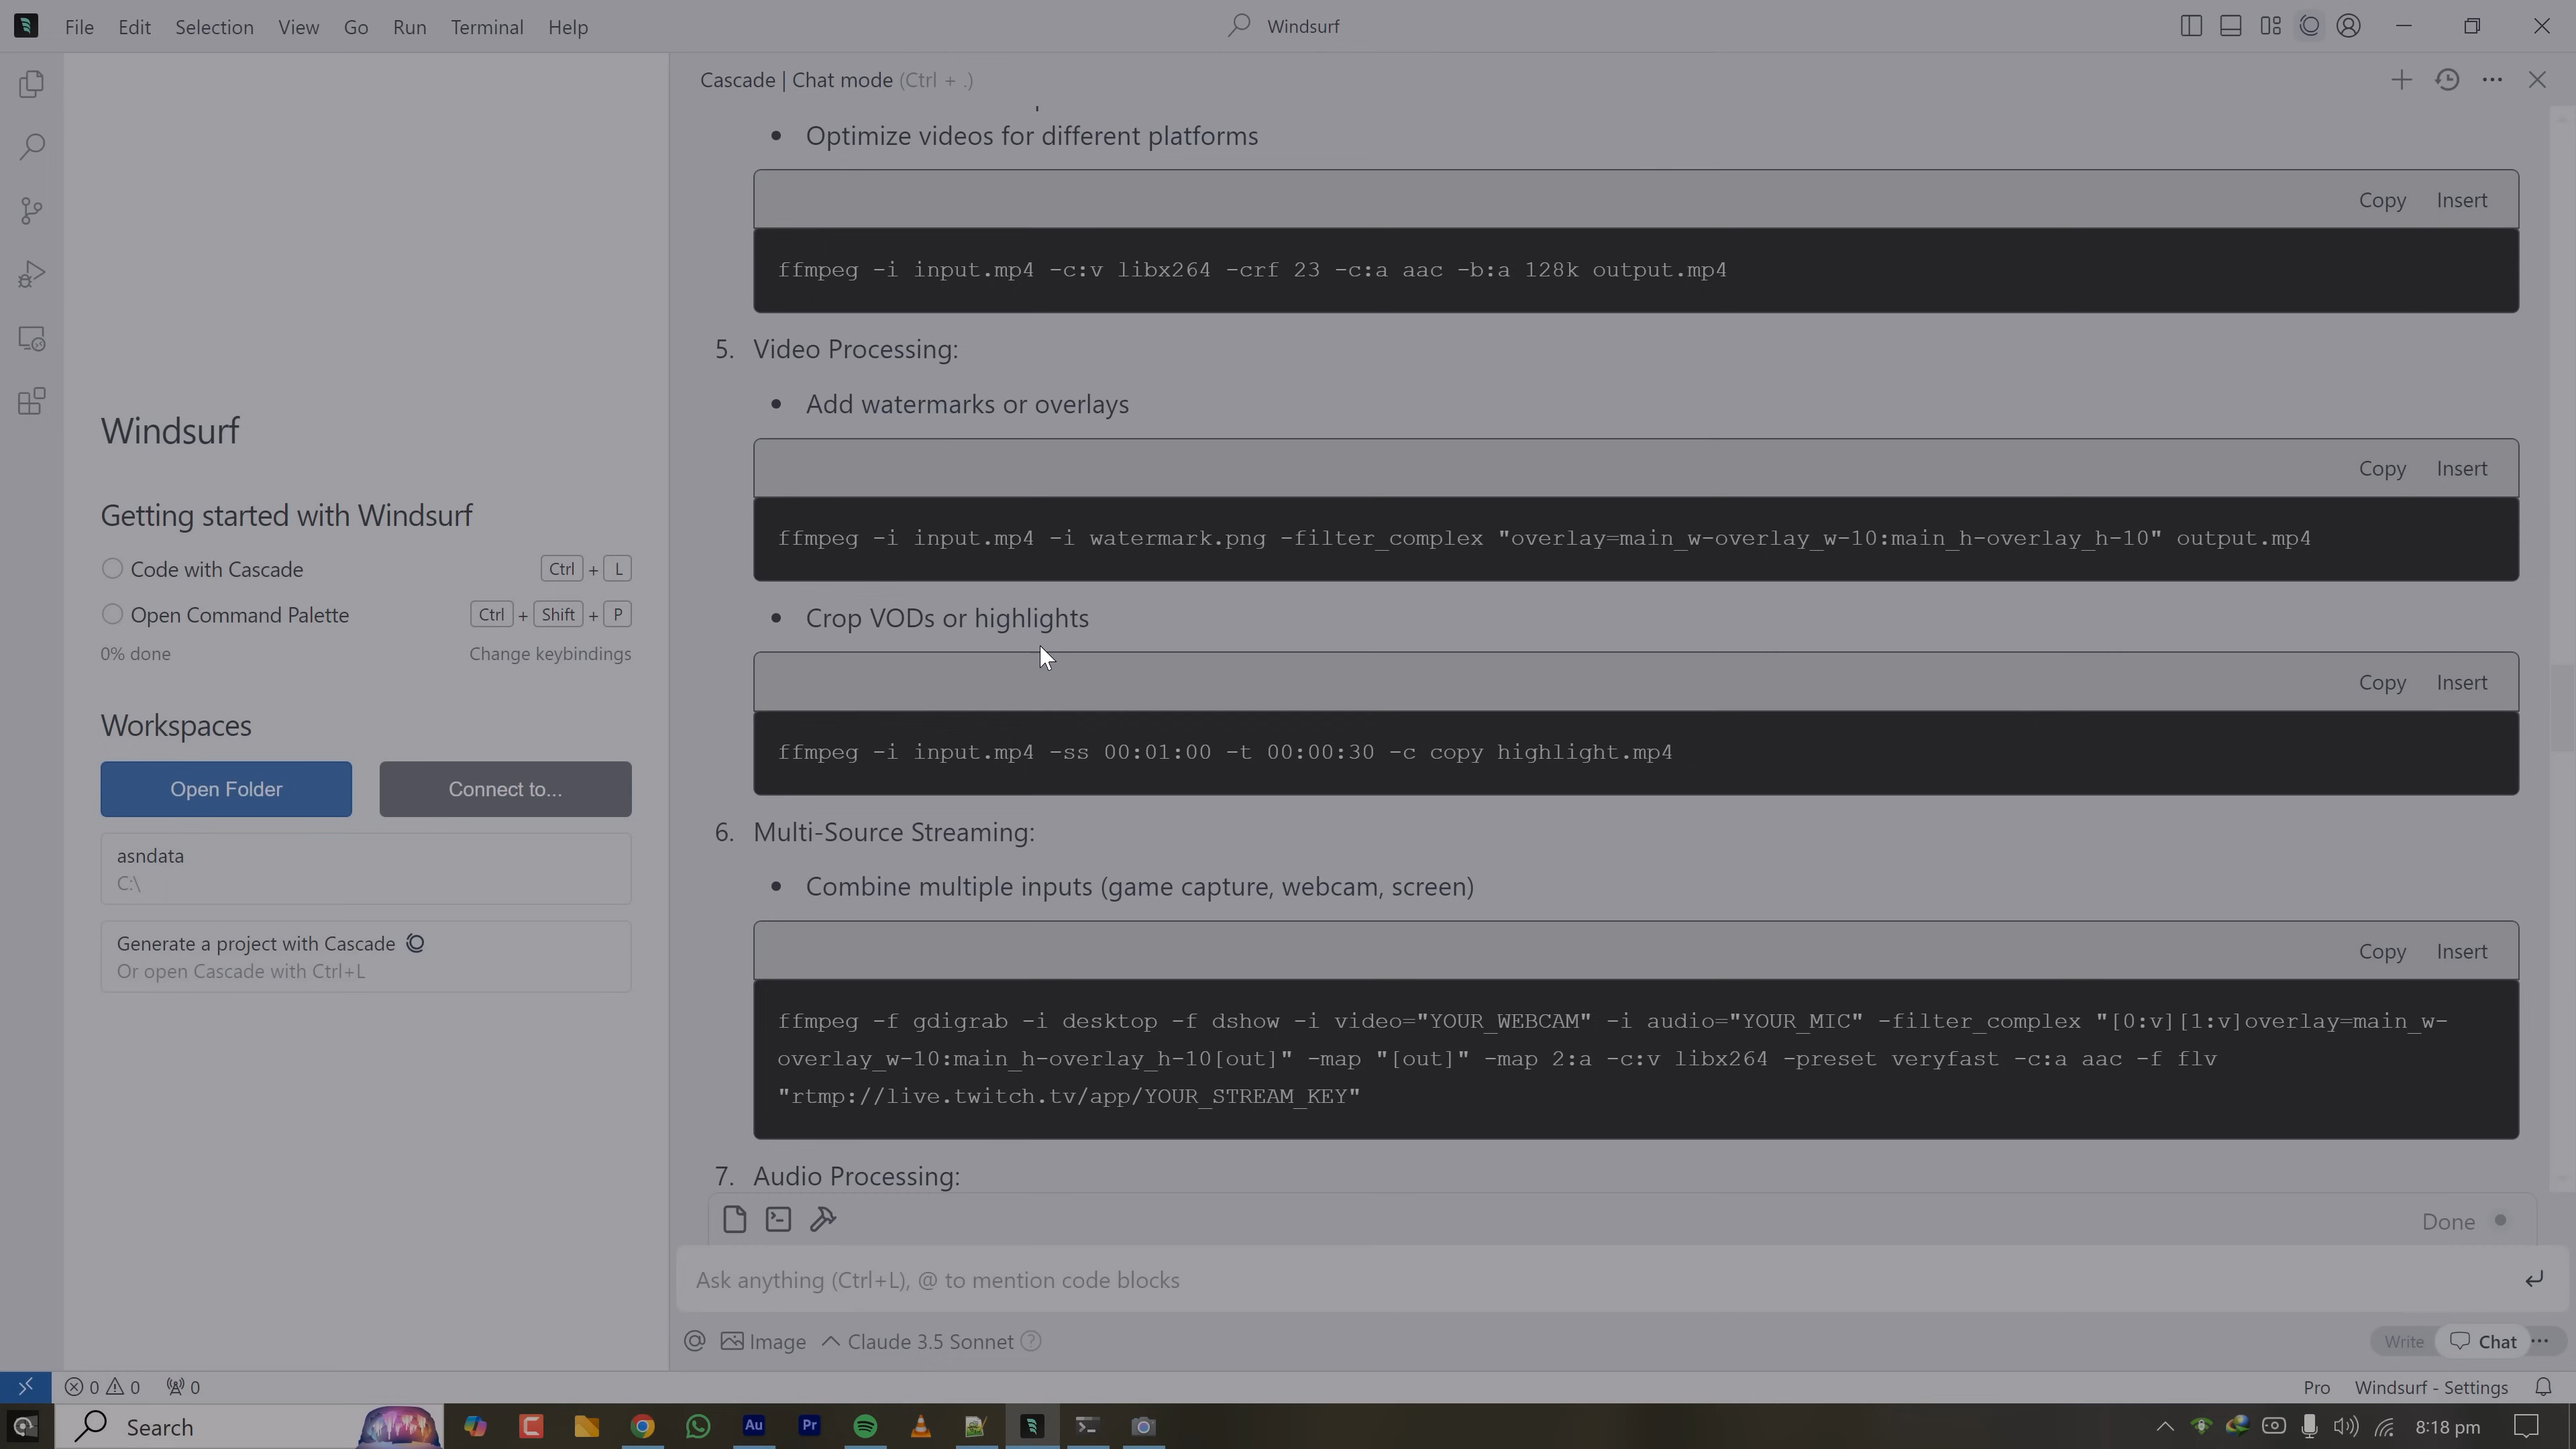 File Edit Selection View Go Run Terminal Help
Windsurf
Cascade | Chat mode (Ctrl + .)
• Optimize videos for different platforms
Copy Insert
ffmpeg -i input.mp4 -c:v libx264 -crf 23 -c:a aac -b:a 128k output.mp4
5. Video Processing:
• Add watermarks or overlays
Copy Insert
ffmpeg -i input.mp4 -i watermark.png -filter_complex "overlay=main_w-overlay_w-10:main_h-overlay_h-10" output.mp4
• Crop VODs or highlights
Copy Insert
ffmpeg -i input.mp4 -ss 00:01:00 -t 00:00:30 -c copy highlight.mp4
6. Multi-Source Streaming:
• Combine multiple inputs (game capture, webcam, screen)
Copy Insert
ffmpeg -f gdigrab -i desktop -f dshow -i video="YOUR_WEBCAM" -i audio="YOUR_MIC" -filter_complex "[0:v][1:v]overlay=main_w-
overlay_w-10:main_h-overlay_h-10[out]" -map "[out]" -map 2:a -c:v libx264 -preset veryfast -c:a aac -f flv
"rtmp://live.twitch.tv/app/YOUR_STREAM_KEY"
7. Audio Processing:
Done
Ask anything (Ctrl+L), @ to mention code blocks
Image Claude 3.5 Sonnet ?
Write Chat ...
Windsurf
Getting started with Windsurf
Code with Cascade Ctrl + L
Open Command Palette Ctrl + Shift + P
0% done Change keybindings
Workspaces
Open Folder Connect to...
asndata
C:\
Generate a project with Cascade
Or open Cascade with Ctrl+L
0 0 0
Pro Windsurf - Settings
Search
Au Pr
8:18 pm